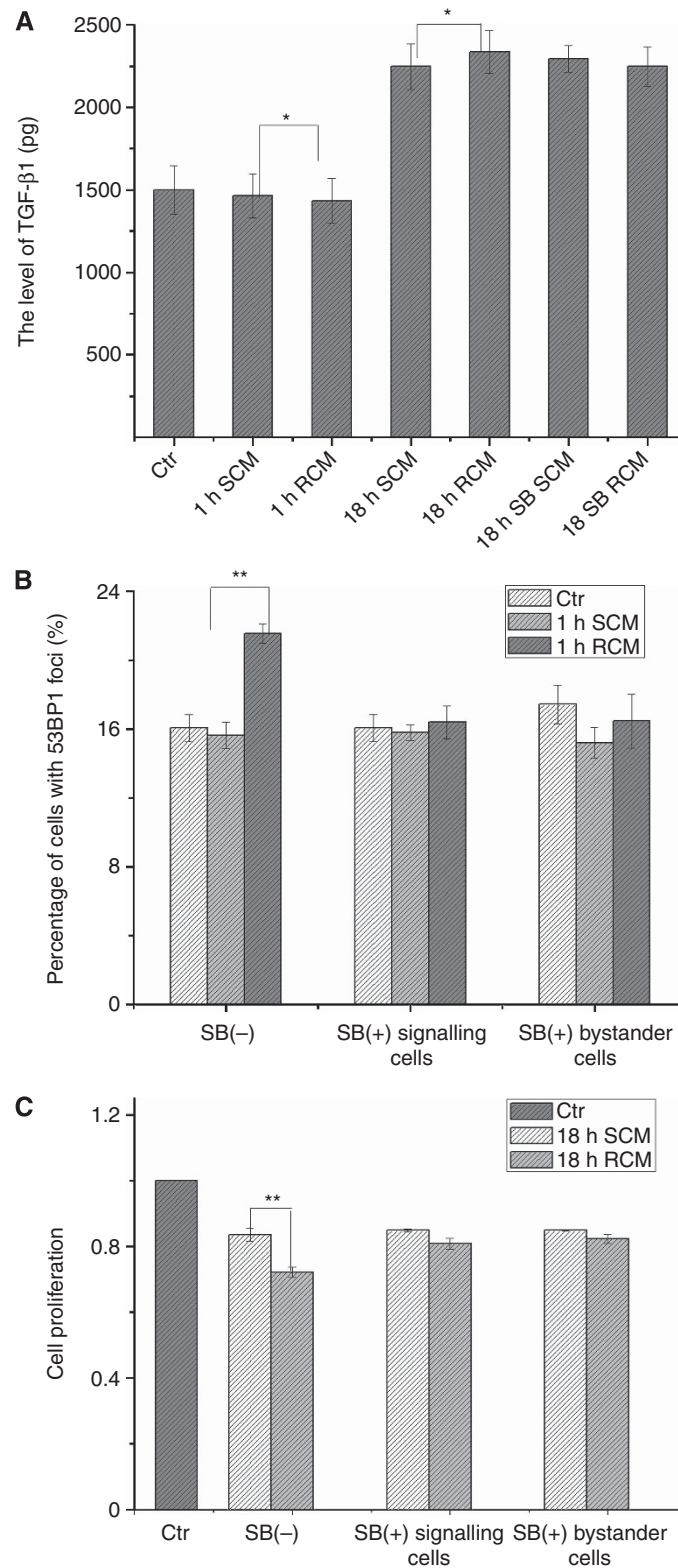 A
The level of TGF-β1 (pg)
2500
2000
1500
1000
500
*
*
Ctr
1 h SCM
1 h RCM
18 h SCM
18 h RCM
18 h SB SCM
18 SB RCM
B
Percentage of cells with 53BP1 foci (%)
24
16
8
0
**
Ctr
1 h SCM
1 h RCM
SB(–)
SB(+) signalling
cells
SB(+) bystander
cells
C
Cell proliferation
1.2
0.8
0.4
0
**
Ctr
18 h SCM
18 h RCM
Ctr
SB(–)
SB(+) signalling
cells
SB(+) bystander
cells